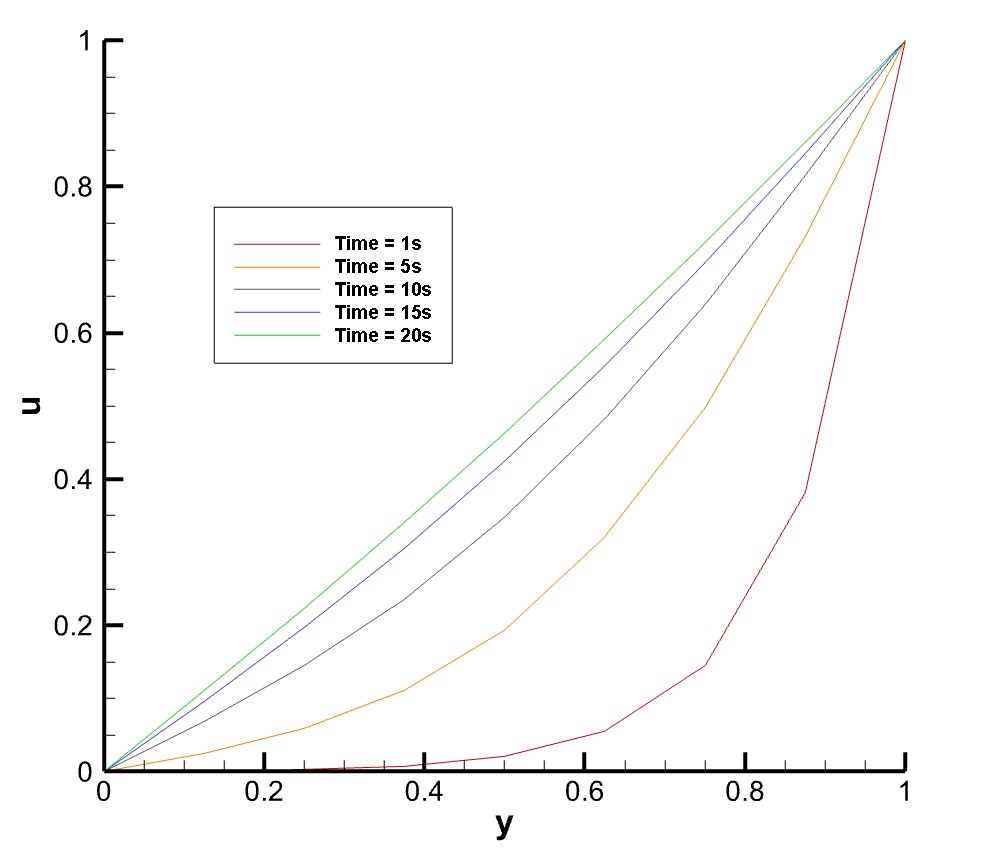 1
0.8
0.6
0.4
0.2
0
u
Time = 1s
Time = 5s
Time = 10s
Time = 15s
Time = 20s
0 0.2 0.4 0.6 0.8 1
y